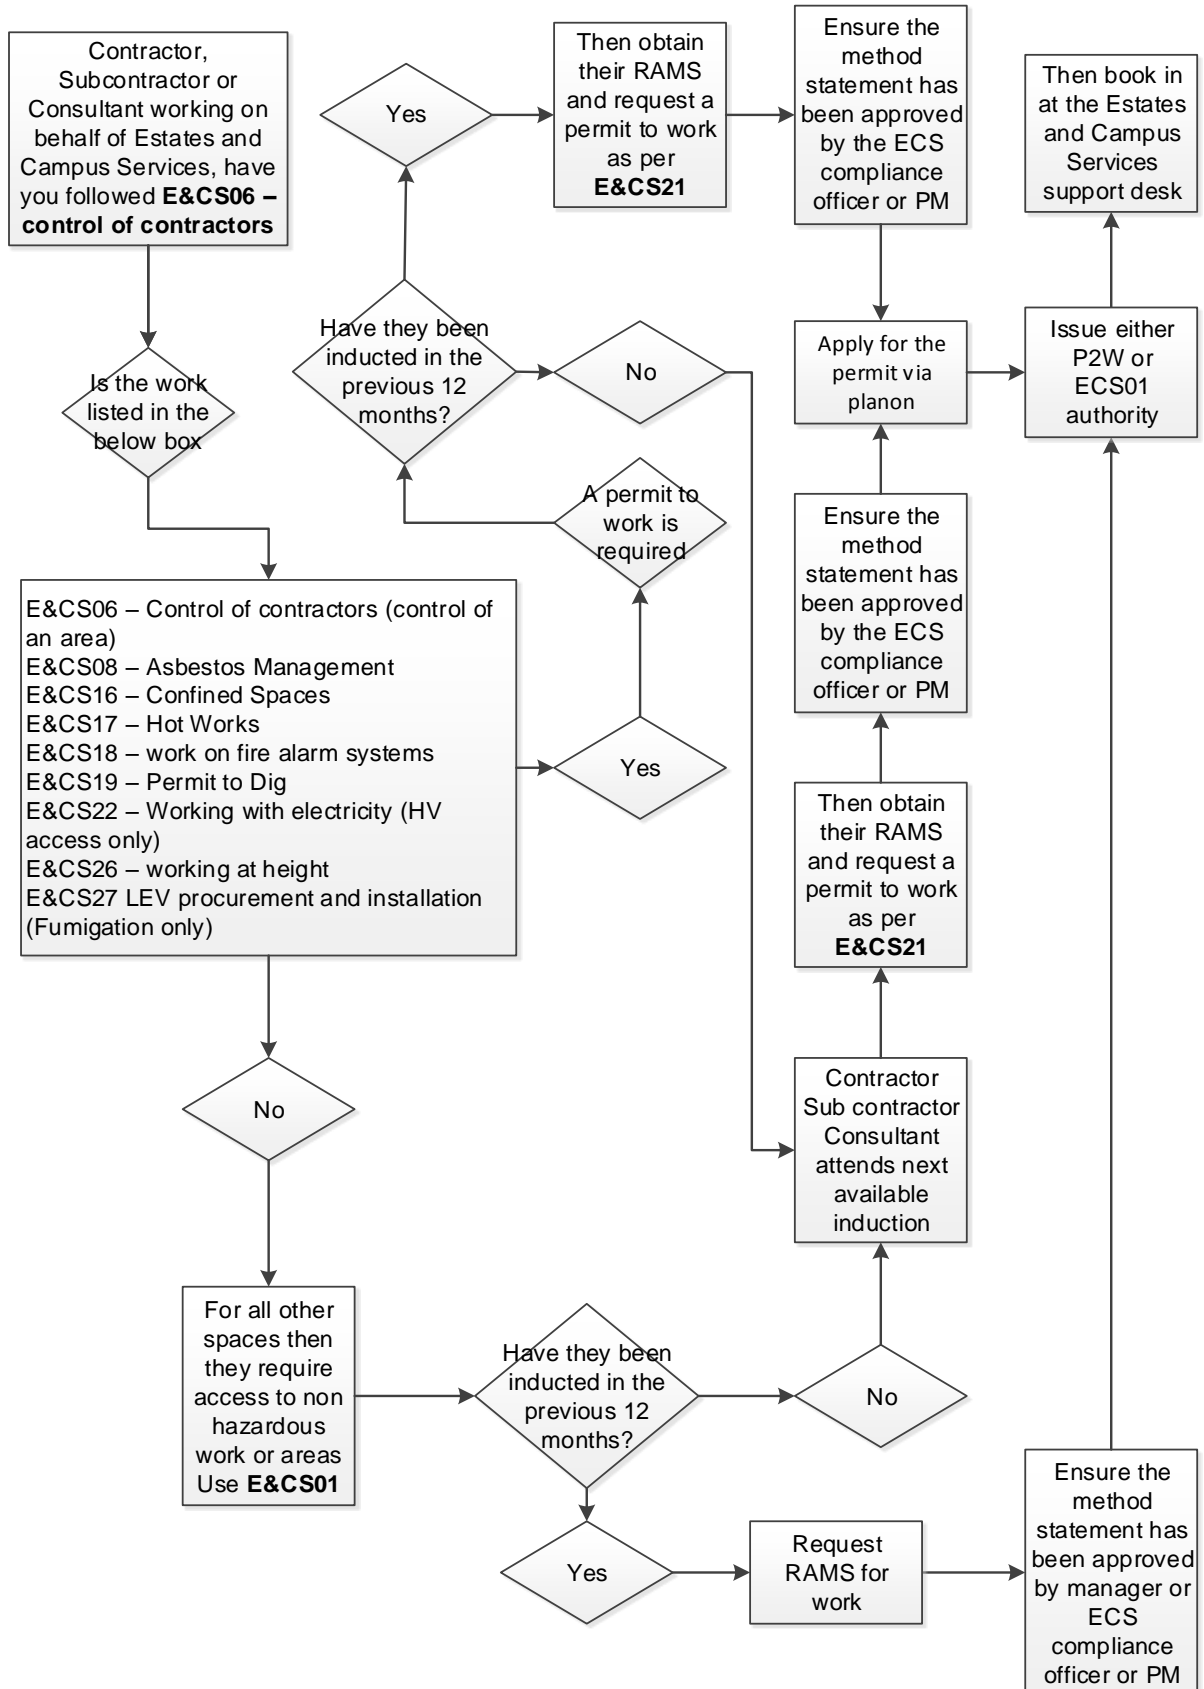 Contractor,
Subcontractor or
Consultant working on
behalf of Estates and
Campus Services, have
you followed E&CS06 –
control of contractors
Is the work
listed in the
below box
E&CS06 – Control of contractors (control of
an area)
E&CS08 – Asbestos Management
E&CS16 – Confined Spaces
E&CS17 – Hot Works
E&CS18 – work on fire alarm systems
E&CS19 – Permit to Dig
E&CS22 – Working with electricity (HV
access only)
E&CS26 – working at height
E&CS27 LEV procurement and installation
(Fumigation only)
Yes
A permit to
work is
required
Have they been
inducted in the
previous 12
months?
Yes
Then obtain
their RAMS
and request a
permit to work
as per
E&CS21
Ensure the
method
statement has
been approved
by the ECS
compliance
officer or PM
Apply for the
permit via
planon
Issue either
P2W or
ECS01
authority
Then book in
at the Estates
and Campus
Services
support desk
No
Contractor
Sub contractor
Consultant
attends next
available
induction
Then obtain
their RAMS
and request a
permit to work
as per
E&CS21
Ensure the
method
statement has
been approved
by the ECS
compliance
officer or PM
No
For all other
spaces then
they require
access to non
hazardous
work or areas
Use E&CS01
Have they been
inducted in the
previous 12
months?
No
Yes
Request
RAMS for
work
Ensure the
method
statement has
been approved
by manager or
ECS
compliance
officer or PM